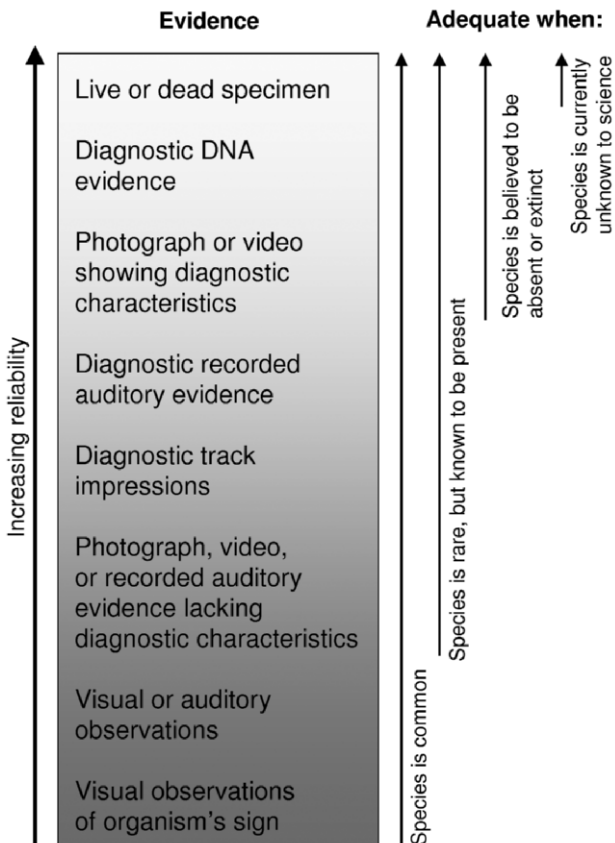 Evidence
Adequate when:
Increasing reliability
Live or dead specimen
Diagnostic DNA
evidence
Photograph or video
showing diagnostic
characteristics
Diagnostic recorded
auditory evidence
Diagnostic track
impressions
Photograph, video,
or recorded auditory
evidence lacking
diagnostic characteristics
Visual or auditory
observations
Visual observations
of organism's sign
Species is common
Species is rare, but known to be present
Species is believed to be
absent or extinct
Species is currently
unknown to science